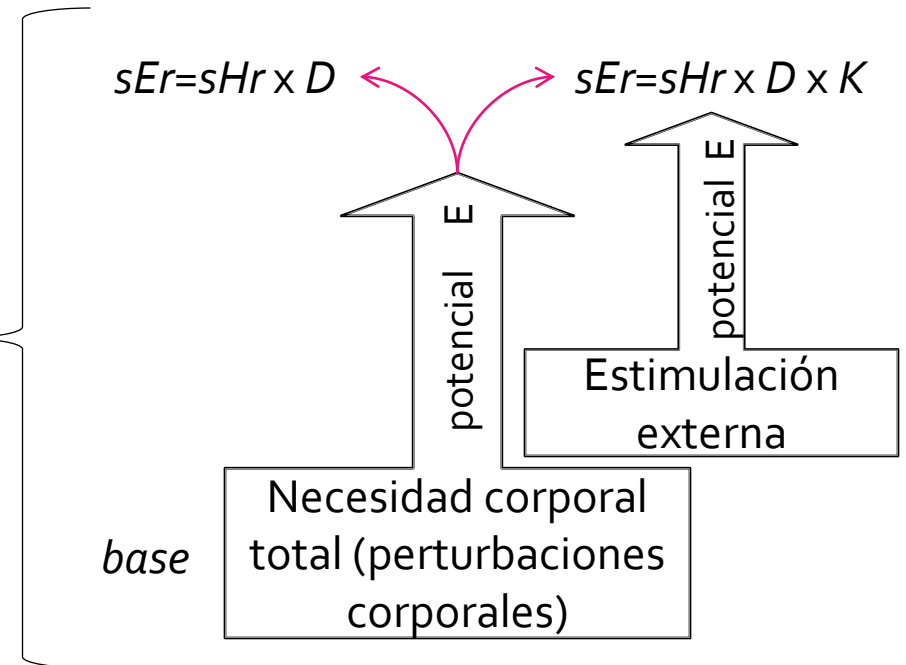 sEr=sHr x D
sEr=sHr x D x K
potencial E
potencial E
Estimulación
externa
base
Necesidad corporal
total (perturbaciones
corporales)